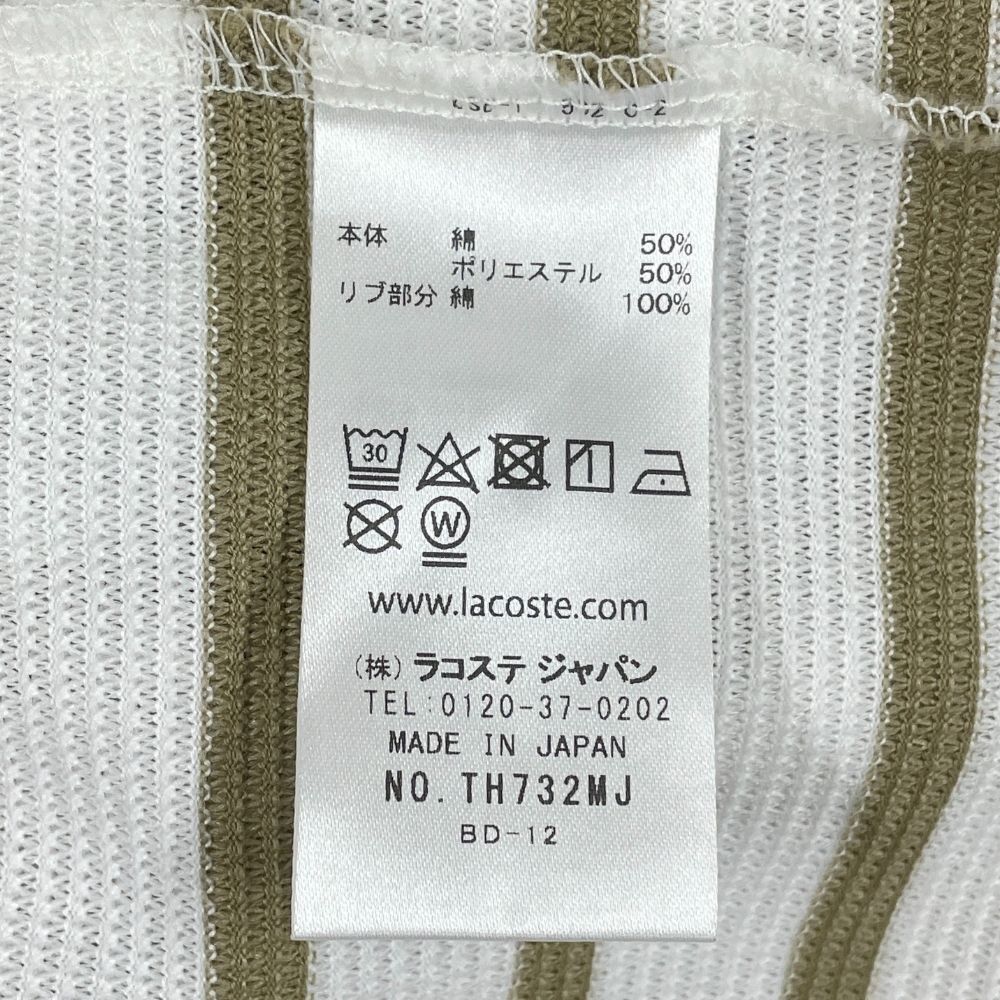 本体 綿 50%
ポリエステル 50%
リブ部分 綿 100%
30
W
www.lacoste.com
(株) ラコステ ジャパン
TEL:0120-37-0202
MADE IN JAPAN
NO. TH732MJ
BD-12